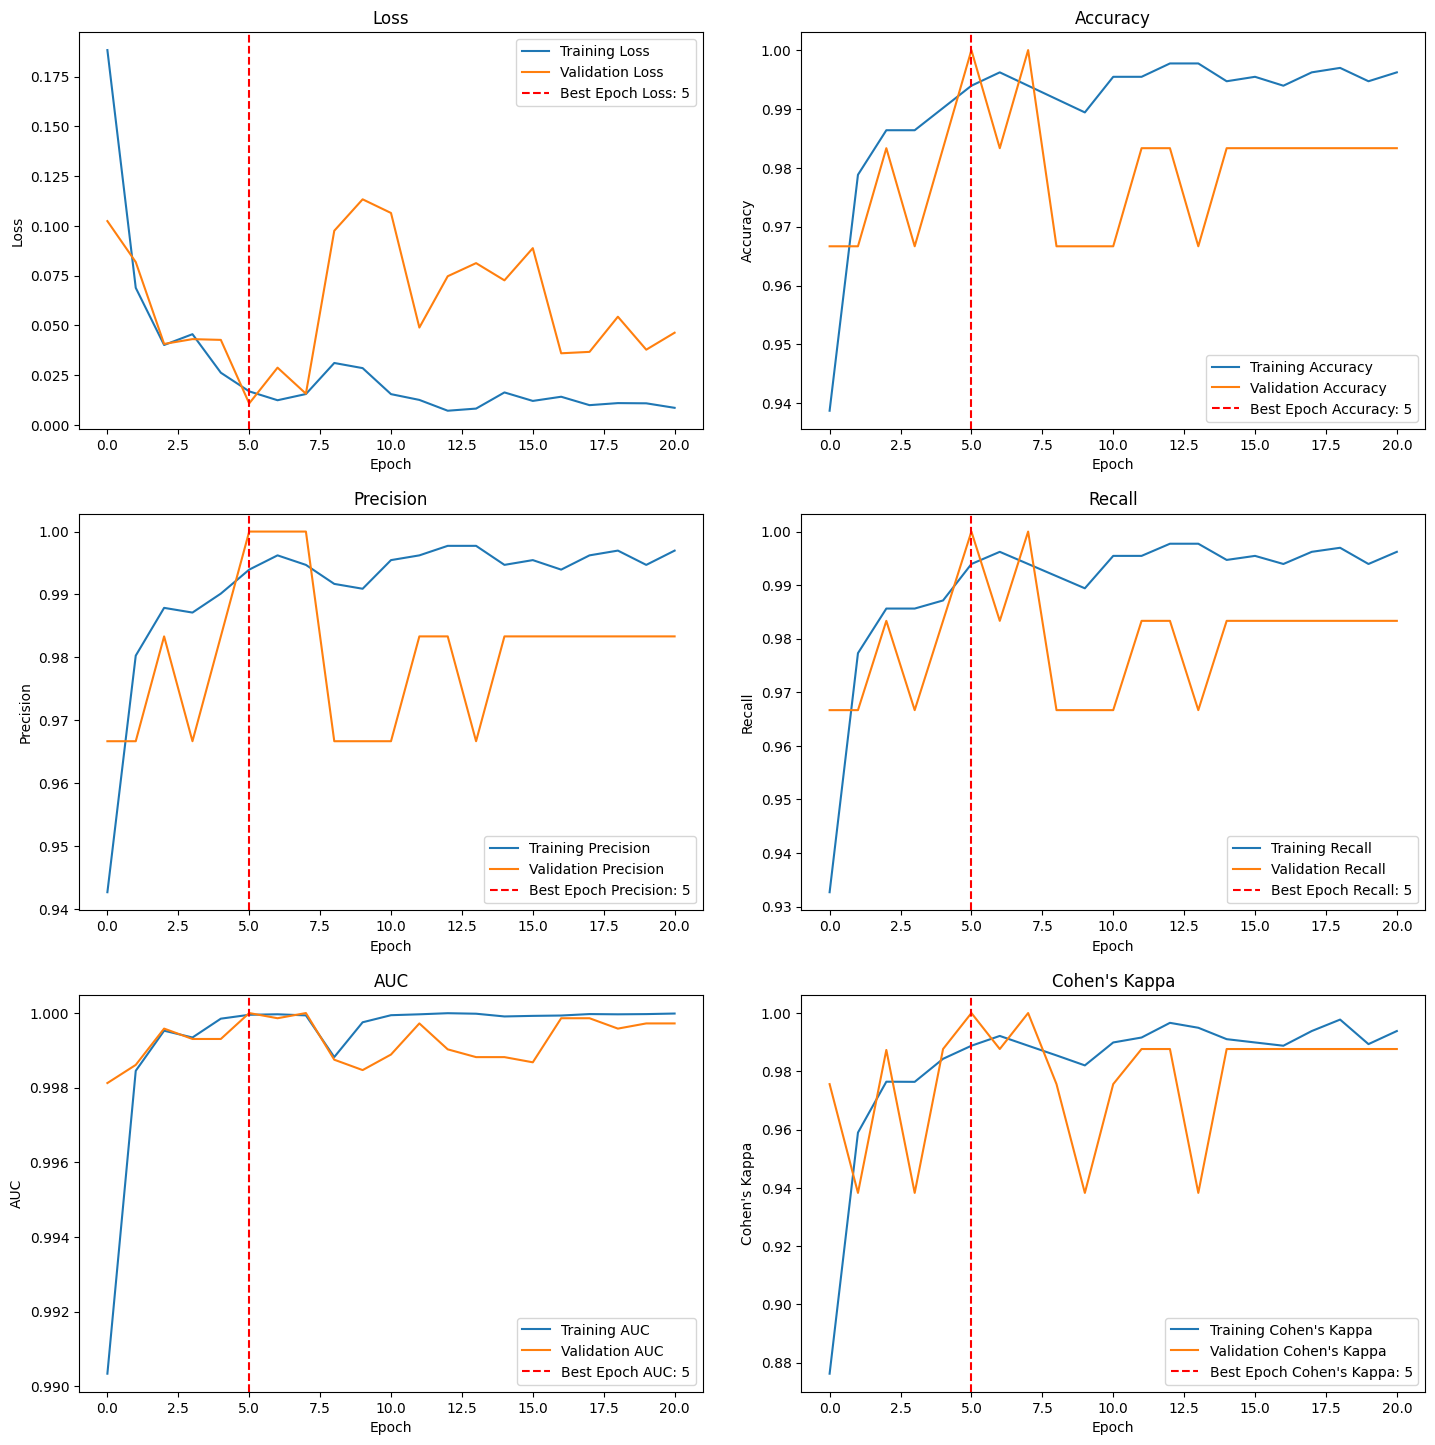 Loss
Training Loss
Validation Loss
Best Epoch Loss: 5
0.175
0.150
0.125
0.100
0.075
0.050
0.025
0.000
Loss
0.0 2.5 5.0 7.5 10.0 12.5 15.0 17.5 20.0
Epoch
Accuracy
1.00
0.99
0.98
0.97
0.96
0.95
0.94
Accuracy
Training Accuracy
Validation Accuracy
Best Epoch Accuracy: 5
0.0 2.5 5.0 7.5 10.0 12.5 15.0 17.5 20.0
Epoch
Precision
1.00
0.99
0.98
0.97
0.96
0.95
0.94
Precision
Training Precision
Validation Precision
Best Epoch Precision: 5
0.0 2.5 5.0 7.5 10.0 12.5 15.0 17.5 20.0
Epoch
Recall
1.00
0.99
0.98
0.97
0.96
0.95
0.94
0.93
Recall
Training Recall
Validation Recall
Best Epoch Recall: 5
0.0 2.5 5.0 7.5 10.0 12.5 15.0 17.5 20.0
Epoch
AUC
1.000
0.998
0.996
0.994
0.992
0.990
AUC
Training AUC
Validation AUC
Best Epoch AUC: 5
0.0 2.5 5.0 7.5 10.0 12.5 15.0 17.5 20.0
Epoch
Cohen's Kappa
1.00
0.98
0.96
0.94
0.92
0.90
0.88
Cohen's Kappa
Training Cohen's Kappa
Validation Cohen's Kappa
Best Epoch Cohen's Kappa: 5
0.0 2.5 5.0 7.5 10.0 12.5 15.0 17.5 20.0
Epoch